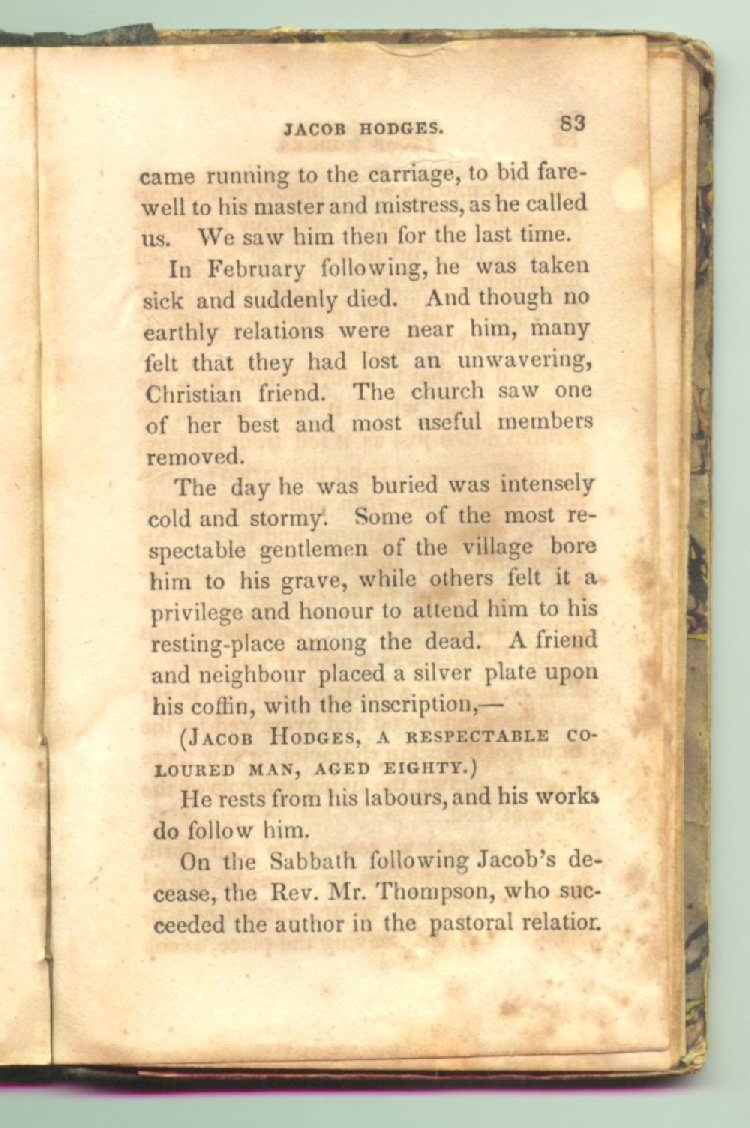 JACOB HODGES. 83
came running to the carriage, to bid fare-
well to his master and mistress, as he called
us. We saw him then for the last time.
In February following, he was taken
sick and suddenly died. And though no
earthly relations were near him, many
felt that they had lost an unwavering,
Christian friend. The church saw one
of her best and most useful members
removed.
The day he was buried was intensely
cold and stormy. Some of the most re-
spectable gentlemen of the village bore
him to his grave, while others felt it a
privilege and honour to attend him to his
resting-place among the dead. A friend
and neighbour placed a silver plate upon
his coffin, with the inscription,—
(JACOB HODGES, A RESPECTABLE CO-
LOURED MAN, AGED EIGHTY.)
He rests from his labours, and his works
do follow him.
On the Sabbath following Jacob's de-
cease, the Rev. Mr. Thompson, who suc-
ceeded the author in the pastoral relation